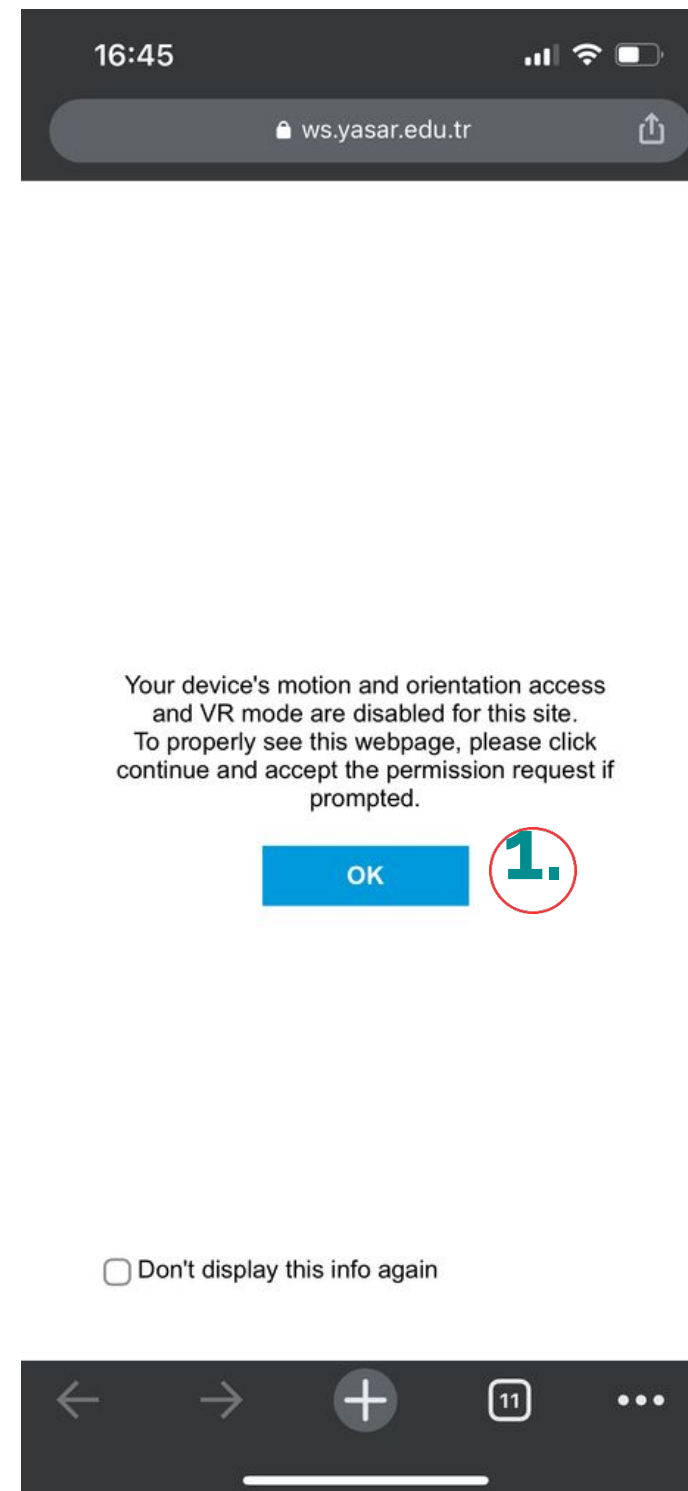 16:45
ws.yasar.edu.tr
Your device's motion and orientation access
and VR mode are disabled for this site.
To properly see this webpage, please click
continue and accept the permission request if
prompted.
OK
1.
Don't display this info again
11